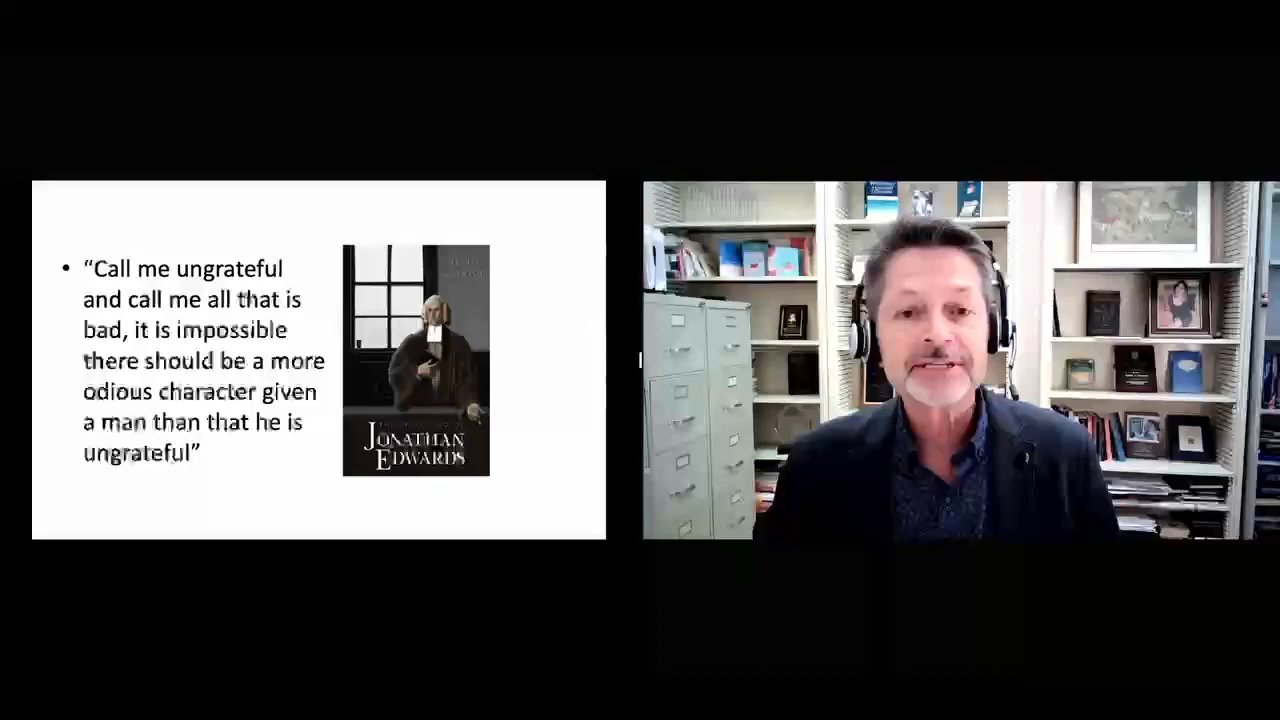 • “Call me ungrateful
and call me all that is
bad, it is impossible
there should be a more
odious character given
a man than that he is
ungrateful”
JONATHAN
EDWARDS